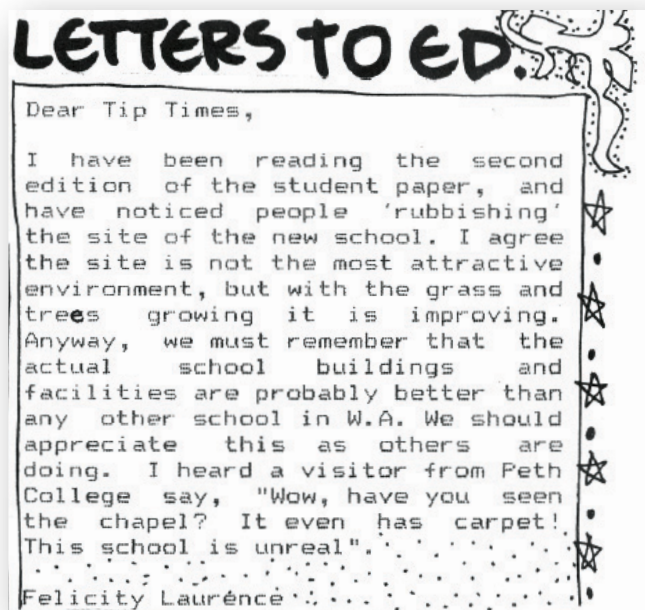 LETTERS TO ED.
Dear Tip Times,
I have been reading the second
edition of the student paper, and
have noticed people 'rubbishing'
the site of the new school. I agree
the site is not the most attractive
environment, but with the grass and
trees growing it is improving.
Anyway, we must remember that the
actual school buildings and
facilities are probably better than
any other school in W.A. We should
appreciate this as others are
doing. I heard a visitor from Peth
College say, "Wow, have you seen
the chapel? It even has carpet!
This school is unreal".
Felicity Laurence